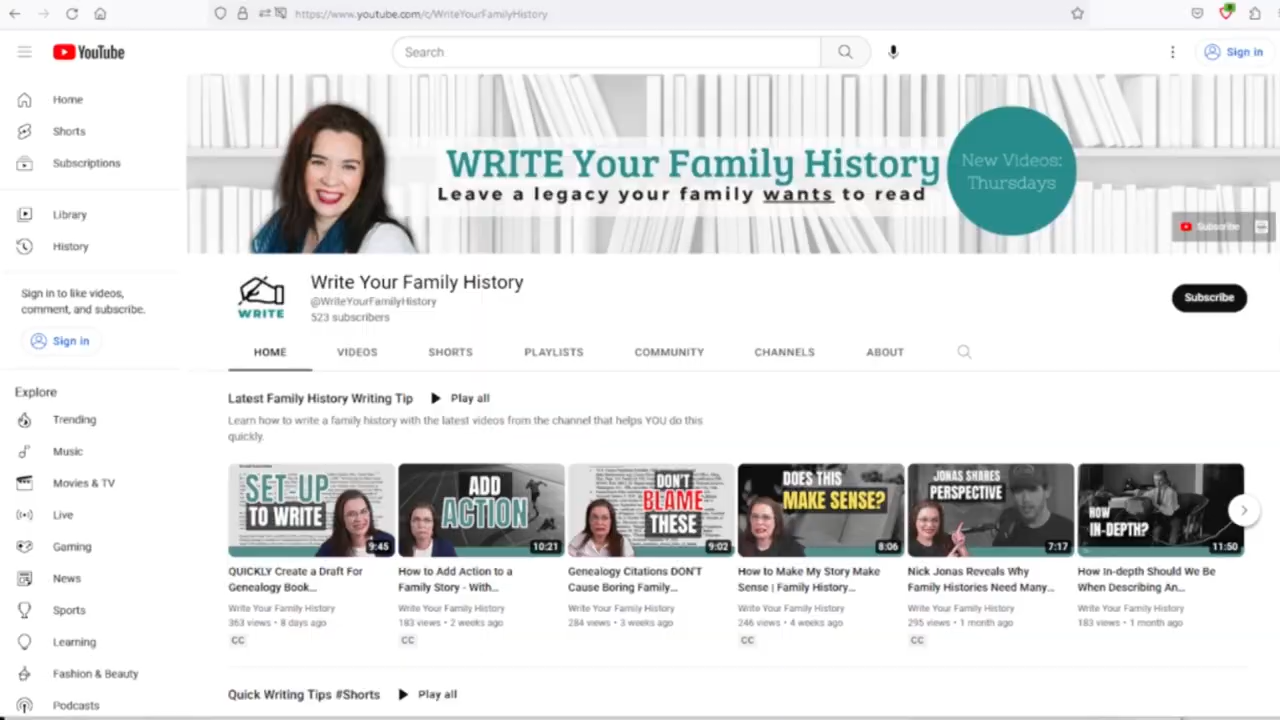 https://www.youtube.com/c/WriteYourFamilyHistory
YouTube
Search
Sign in
Home
Shorts
Subscriptions
Library
History
Sign in to like videos,
comment, and subscribe.
Sign in
Explore
Trending
Music
Movies & TV
Live
Gaming
News
Sports
Learning
Fashion & Beauty
Podcasts
WRITE Your Family History
Leave a legacy your family wants to read
New Videos:
Thursdays
Subscribe
WRITE
Write Your Family History
@WriteYourFamilyHistory
523 subscribers
Subscribe
HOME VIDEOS SHORTS PLAYLISTS COMMUNITY CHANNELS ABOUT
Latest Family History Writing Tip Play all
Learn how to write a family history with the latest videos from the channel that helps YOU do this
quickly.
SET-UP
TO WRITE
9:45
QUICKLY Create a Draft For
Genealogy Book...
Write Your Family History
363 views • 8 days ago
CC
ADD
ACTION
10:21
How to Add Action to a
Family Story - With...
Write Your Family History
183 views • 2 weeks ago
CC
DON'T
BLAME
THESE
9:02
Genealogy Citations DON'T
Cause Boring Family...
Write Your Family History
284 views • 3 weeks ago
DOES THIS
MAKE SENSE?
8:06
How to Make My Story Make
Sense | Family History...
Write Your Family History
246 views • 4 weeks ago
CC
JONAS SHARES
PERSPECTIVE
7:17
Nick Jonas Reveals Why
Family Histories Need Many...
Write Your Family History
295 views • 1 month ago
CC
HOW
IN-DEPTH?
11:50
How In-depth Should We Be
When Describing An...
Write Your Family History
183 views • 1 month ago
Quick Writing Tips #Shorts Play all